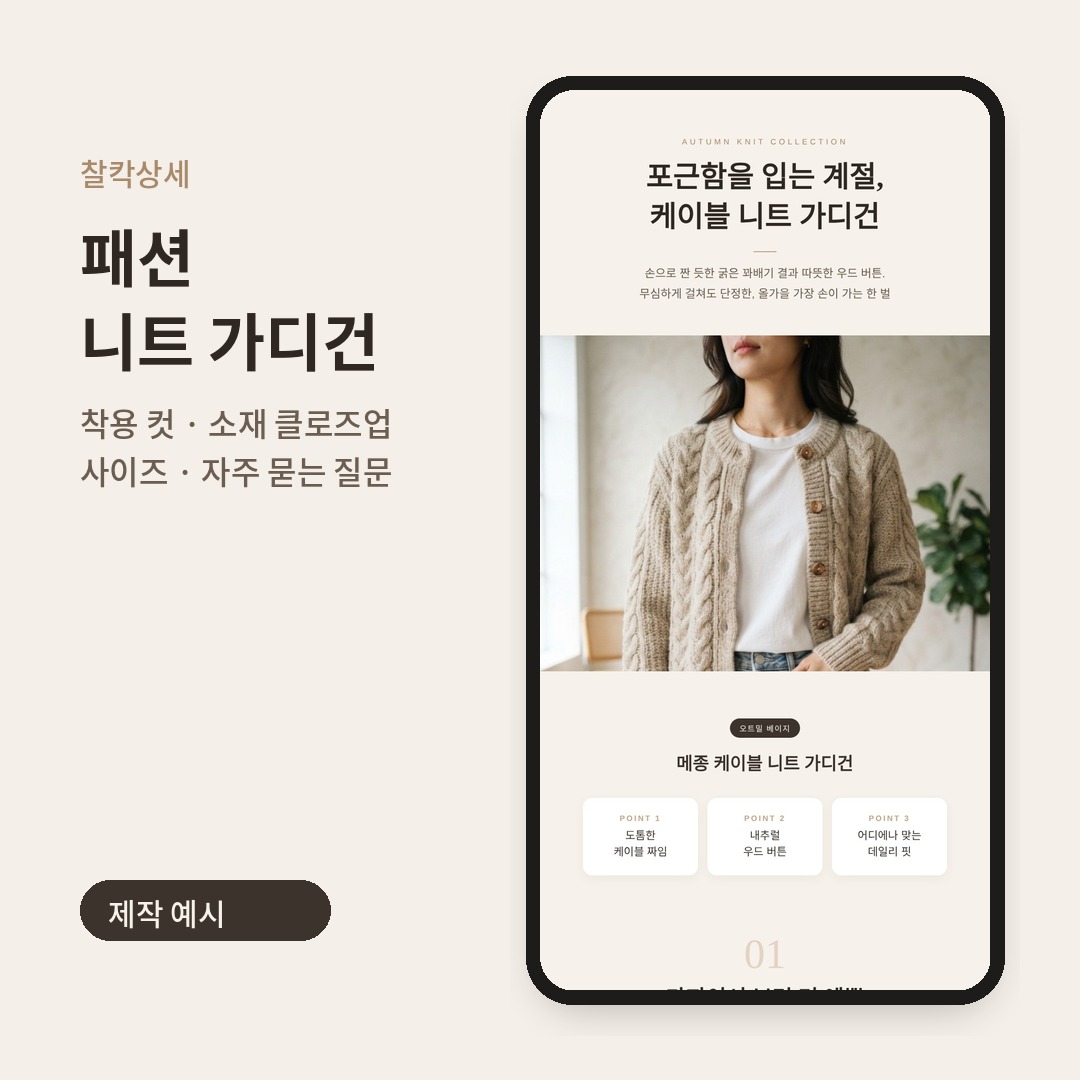 찰칵상세
패션
니트 가디건
착용 컷 · 소재 클로즈업
사이즈 · 자주 묻는 질문
제작 예시
AUTUMN KNIT COLLECTION
포근함을 입는 계절,
케이블 니트 가디건
손으로 짠 듯한 굵은 꽈배기 결과 따뜻한 우드 버튼.
무심하게 걸쳐도 단정한, 올가을 가장 손이 가는 한 벌
오트밀 베이지
메종 케이블 니트 가디건
POINT 1
도톰한
케이블 짜임
POINT 2
내추럴
우드 버튼
POINT 3
어디에나 맞는
데일리 핏
01